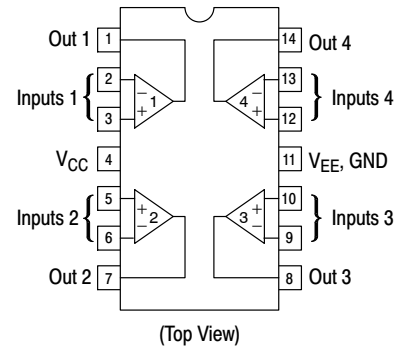 Out 1 1 14 Out 4
2 − − 13
Inputs 1 { 1 4 } Inputs 4
3 + + 12
VCC 4 11 VEE, GND
5 + + 10
Inputs 2 { 2 3 } Inputs 3
6 − − 9
Out 2 7 8 Out 3
(Top View)